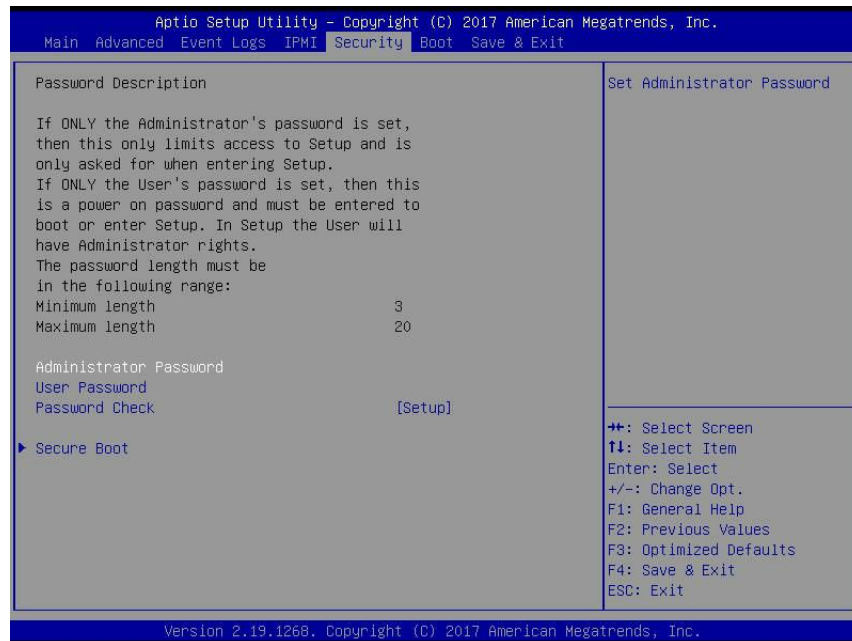 Aptio Setup Utility – Copyright (C) 2017 American Megatrends, Inc.
Main Advanced Event Logs IPMI Security Boot Save & Exit
Password Description
If ONLY the Administrator's password is set,
then this only limits access to Setup and is
only asked for when entering Setup.
If ONLY the User's password is set, then this
is a power on password and must be entered to
boot or enter Setup. In Setup the User will
have Administrator rights.
The password length must be
in the following range:
Minimum length 3
Maximum length 20
Administrator Password
User Password
Password Check [Setup]
Secure Boot
Set Administrator Password
→←: Select Screen
↑↓: Select Item
Enter: Select
+/-: Change Opt.
F1: General Help
F2: Previous Values
F3: Optimized Defaults
F4: Save & Exit
ESC: Exit
Version 2.19.1268. Copyright (C) 2017 American Megatrends, Inc.